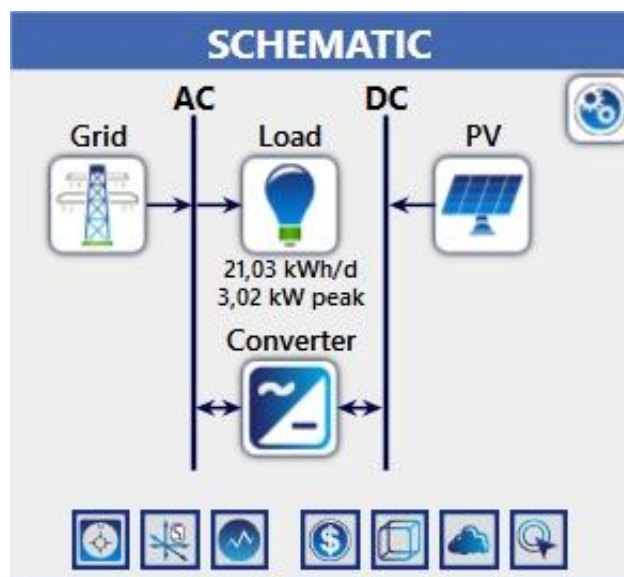 SCHEMATIC
AC DC
Grid Load PV
21,03 kWh/d
3,02 kW peak
Converter